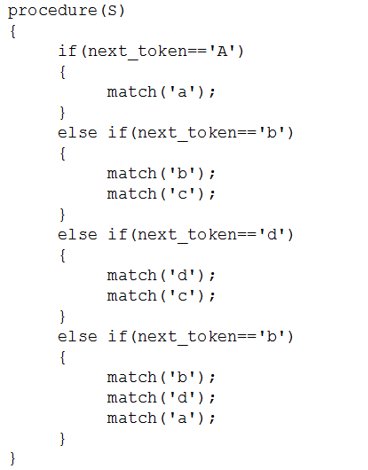 procedure(S)
{
if(next_token=='A')
{
match('a');
}
else if(next_token=='b')
{
match('b');
match('c');
}
else if(next_token=='d')
{
match('d');
match('c');
}
else if(next_token=='b')
{
match('b');
match('d');
match('a');
}
}